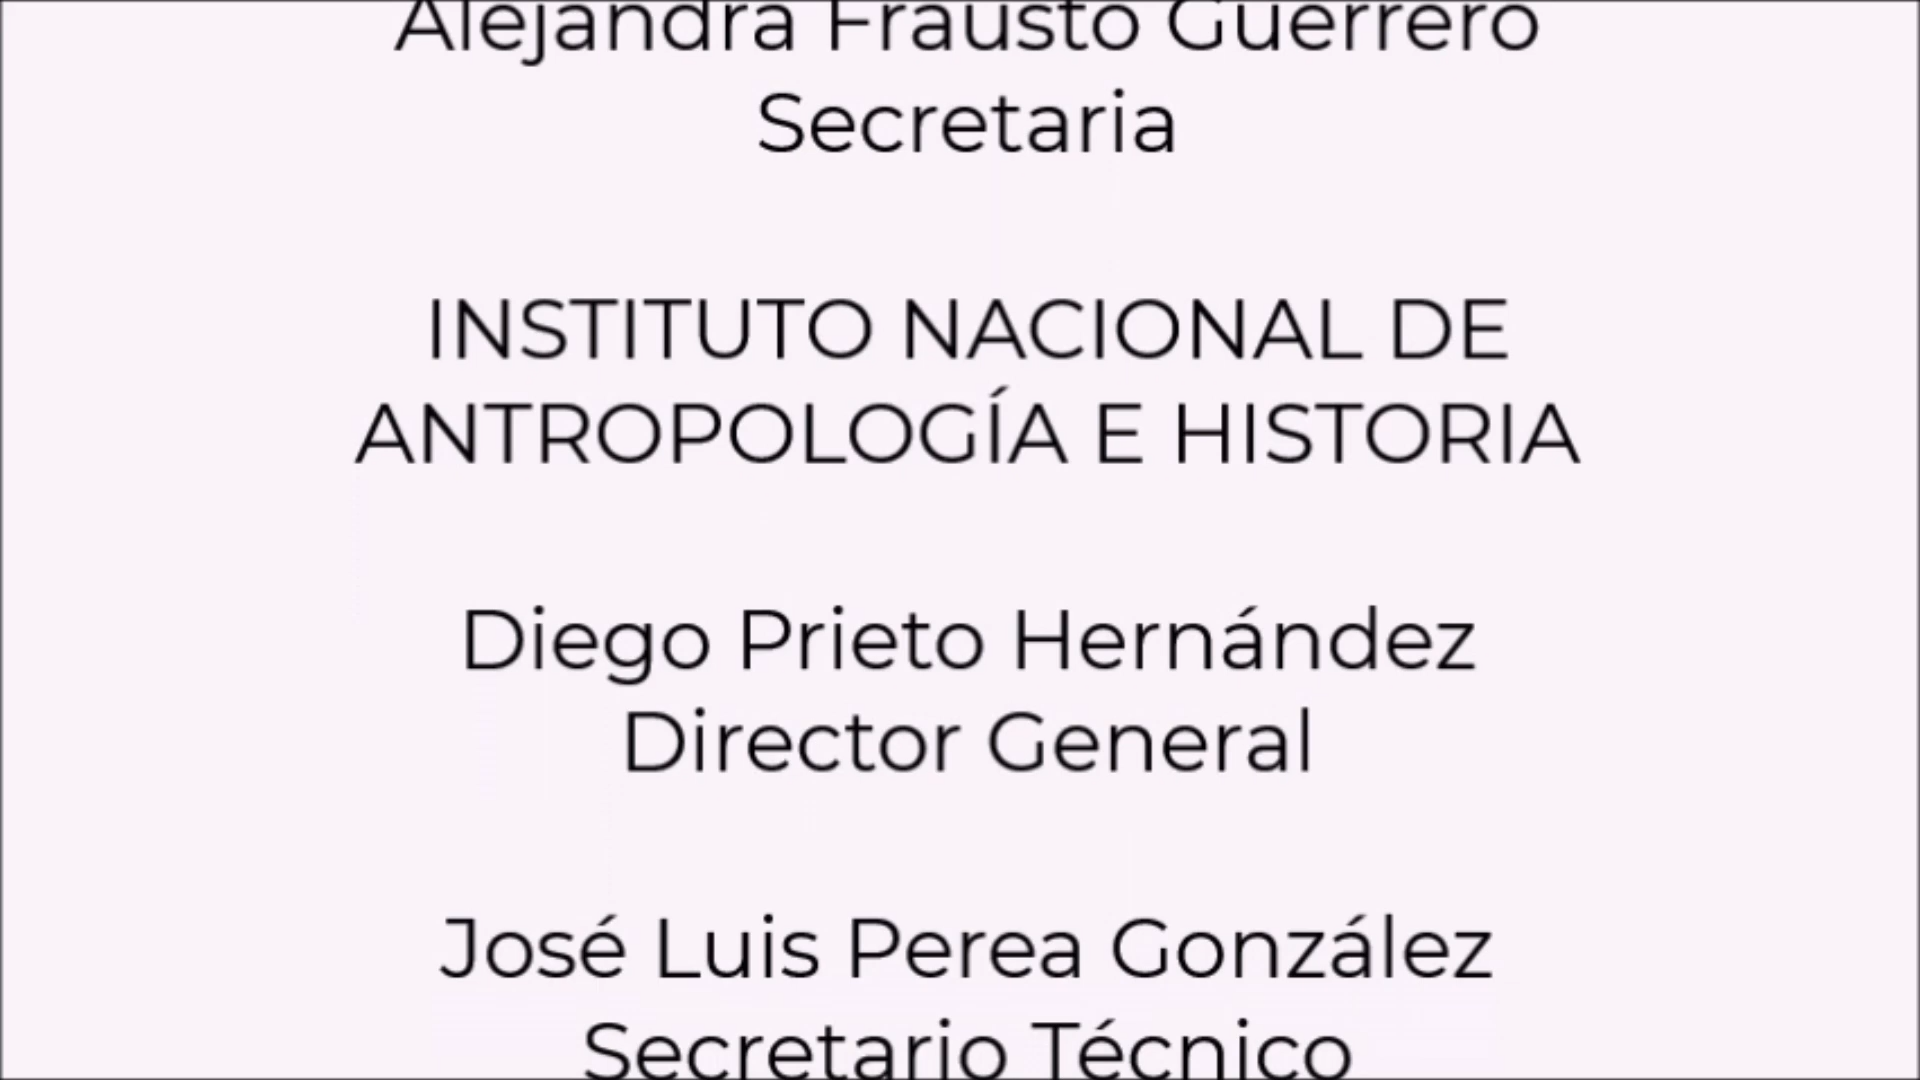 Alejandra Frausto Guerrero
Secretaria
INSTITUTO NACIONAL DE
ANTROPOLOGÍA E HISTORIA
Diego Prieto Hernández
Director General
José Luis Perea González
Secretario Técnico